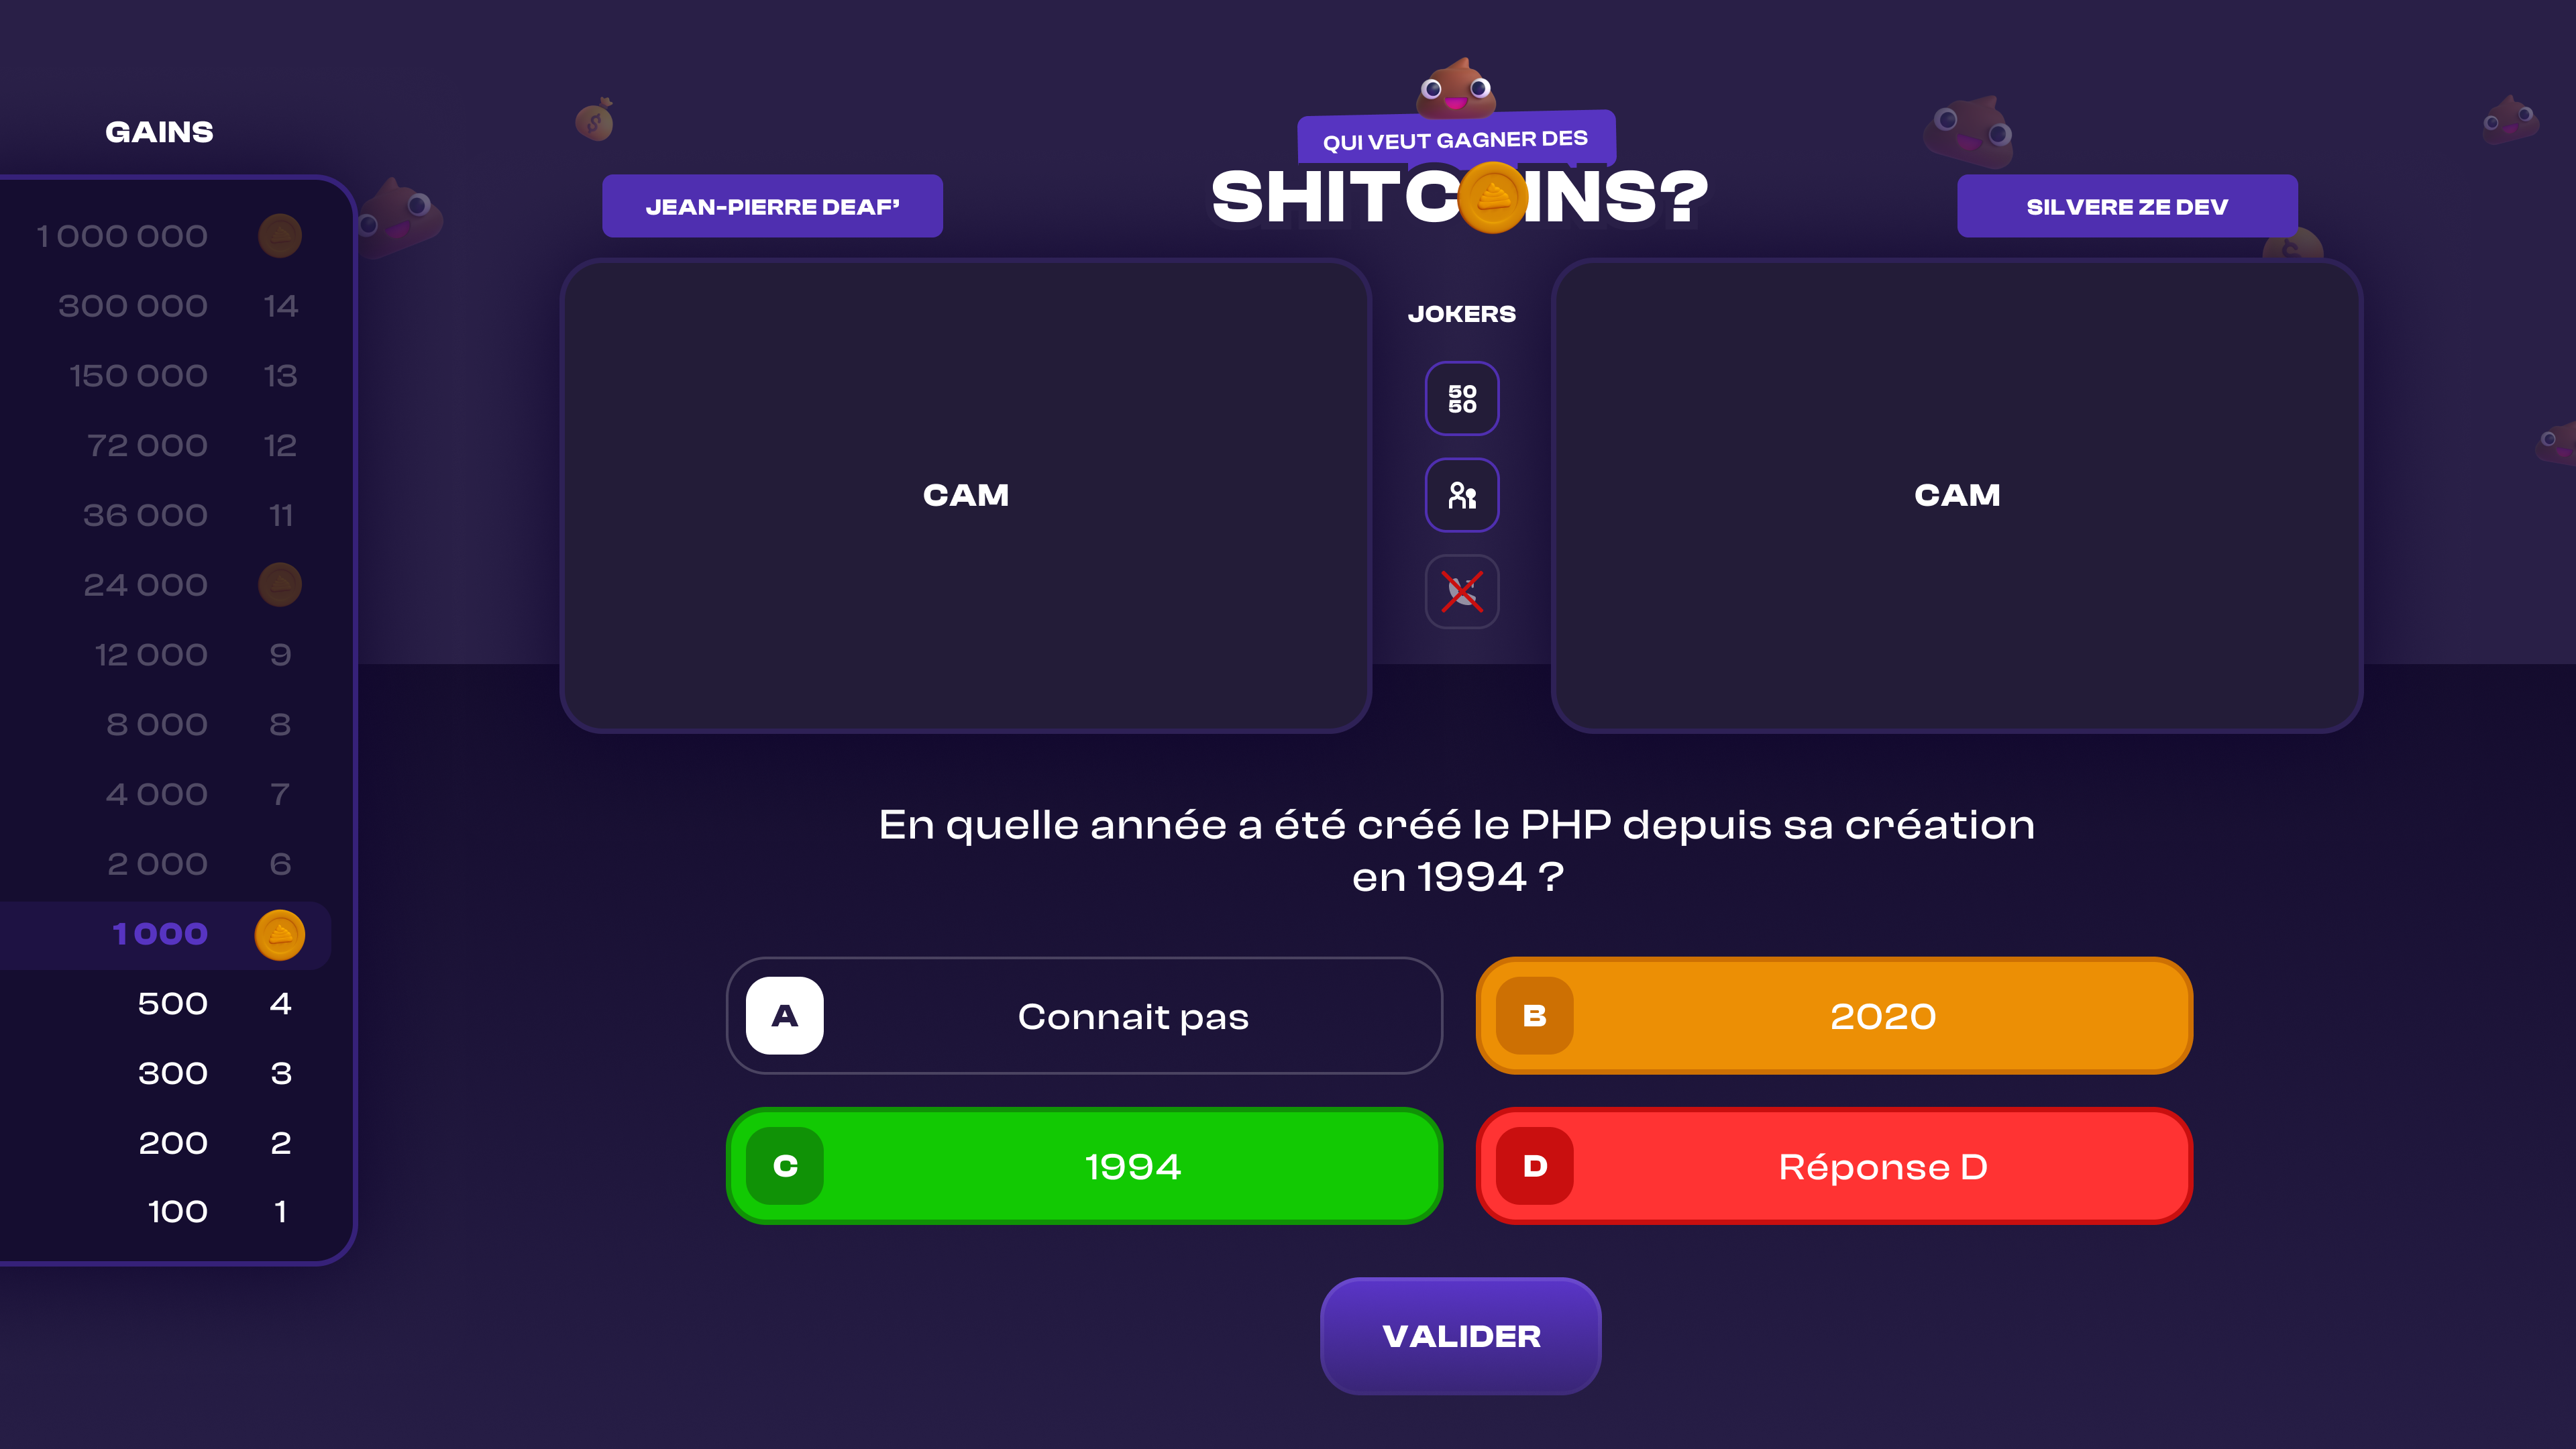 GAINS
1 000 000
300 000 14
150 000 13
72 000 12
36 000 11
24 000
12 000 9
8 000 8
4 000 7
2 000 6
1 000
500 4
300 3
200 2
100 1
QUI VEUT GAGNER DES
SHITCOINS?
JEAN-PIERRE DEAF'
SILVERE ZE DEV
CAM
JOKERS
50
50
CAM
En quelle année a été créé le PHP depuis sa création
en 1994 ?
A Connait pas
B 2020
C 1994
D Réponse D
VALIDER